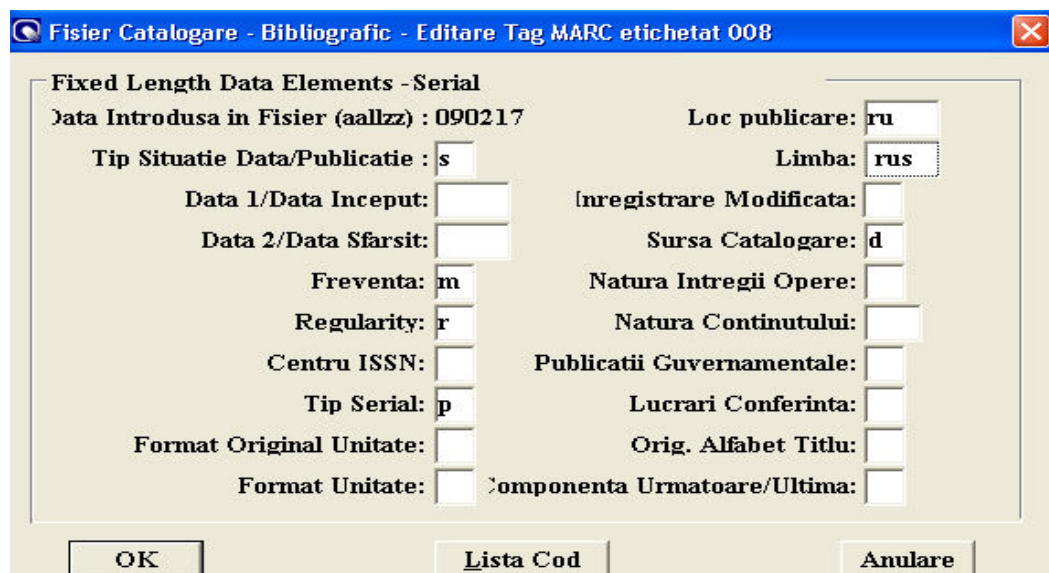 Fisier Catalogare - Bibliografic - Editare Tag MARC etichetat 008
Fixed Length Data Elements -Serial
Data Introdusa in Fisier (aallzz) : 090217 Loc publicare: ru
Tip Situatie Data/Publicatie : s Limba: rus
Data 1/Data Inceput: Inregistrare Modificata:
Data 2/Data Sfarsit: Sursa Catalogare: d
Freventa: m Natura Intregii Opere:
Regularity: r Natura Continutului:
Centru ISSN: Publicatii Guvernamentale:
Tip Serial: p Lucrari Conferinta:
Format Original Unitate: Orig. Alfabet Titlu:
Format Unitate: Componenta Urmatoare/Ultima:
OK Lista Cod Anulare